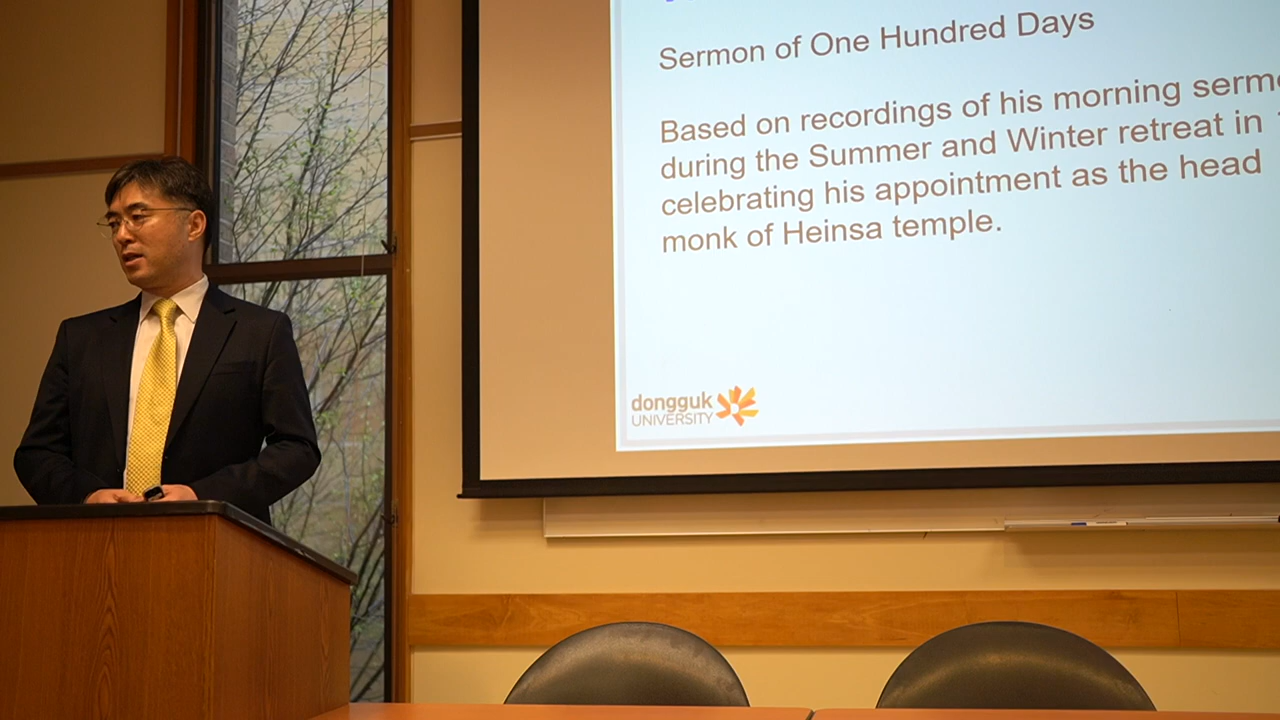 Sermon of One Hundred Days
Based on recordings of his morning
during the Summer and Winter retreat in
celebrating his appointment as the head
monk of Heinsa temple.
dongguk
UNIVERSITY